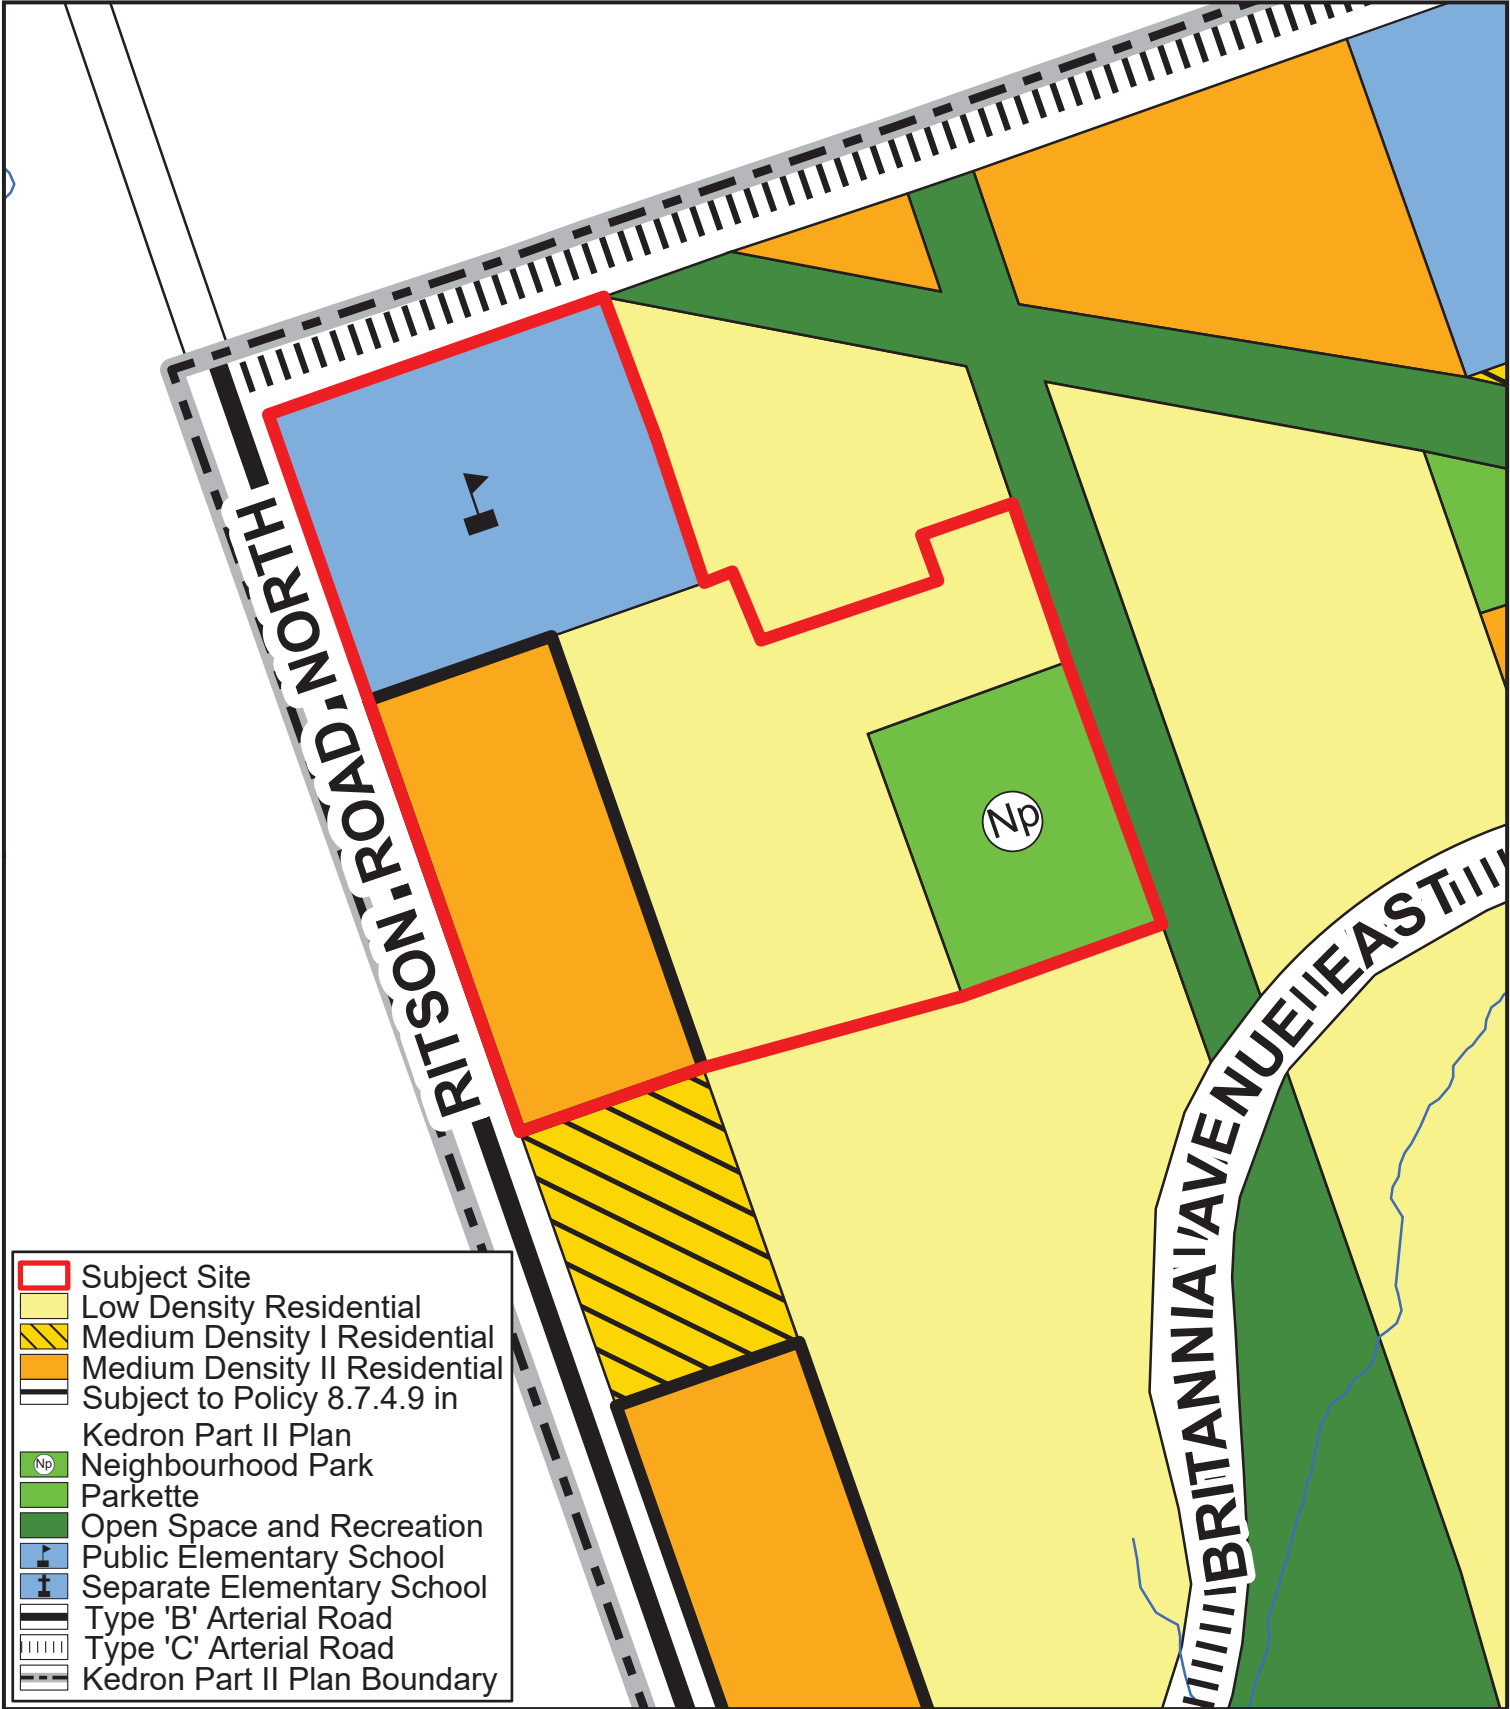 RITSON ROAD NORTH
Np
BRITANNIA AVENUE EAST
Subject Site
Low Density Residential
Medium Density I Residential
Medium Density II Residential
Subject to Policy 8.7.4.9 in
Kedron Part II Plan
Np Neighbourhood Park
Parkette
Open Space and Recreation
Public Elementary School
Separate Elementary School
Type 'B' Arterial Road
Type 'C' Arterial Road
Kedron Part II Plan Boundary